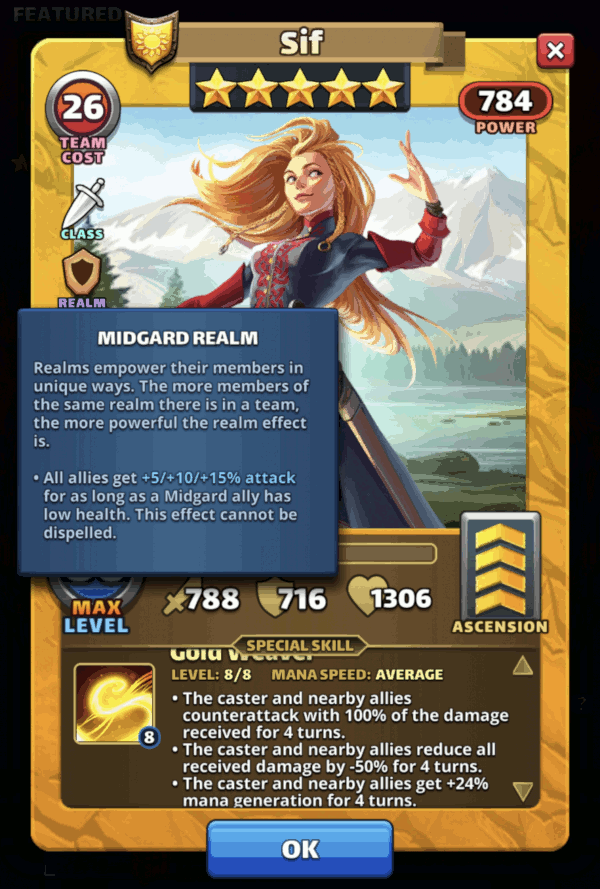 FEATURED
Sif
26
TEAM
COST
784
POWER
CLASS
REALM
MIDGARD REALM
Realms empower their members in
unique ways. The more members of
the same realm there is in a team,
the more powerful the realm effect
is.
• All allies get +5/+10/+15% attack
for as long as a Midgard ally has
low health. This effect cannot be
dispelled.
MAX
LEVEL
788
716
1306
ASCENSION
SPECIAL SKILL
Gold Weaver
LEVEL: 8/8 MANA SPEED: AVERAGE
8
• The caster and nearby allies
counterattack with 100% of the damage
received for 4 turns.
• The caster and nearby allies reduce all
received damage by -50% for 4 turns.
• The caster and nearby allies get +24%
mana generation for 4 turns.
OK